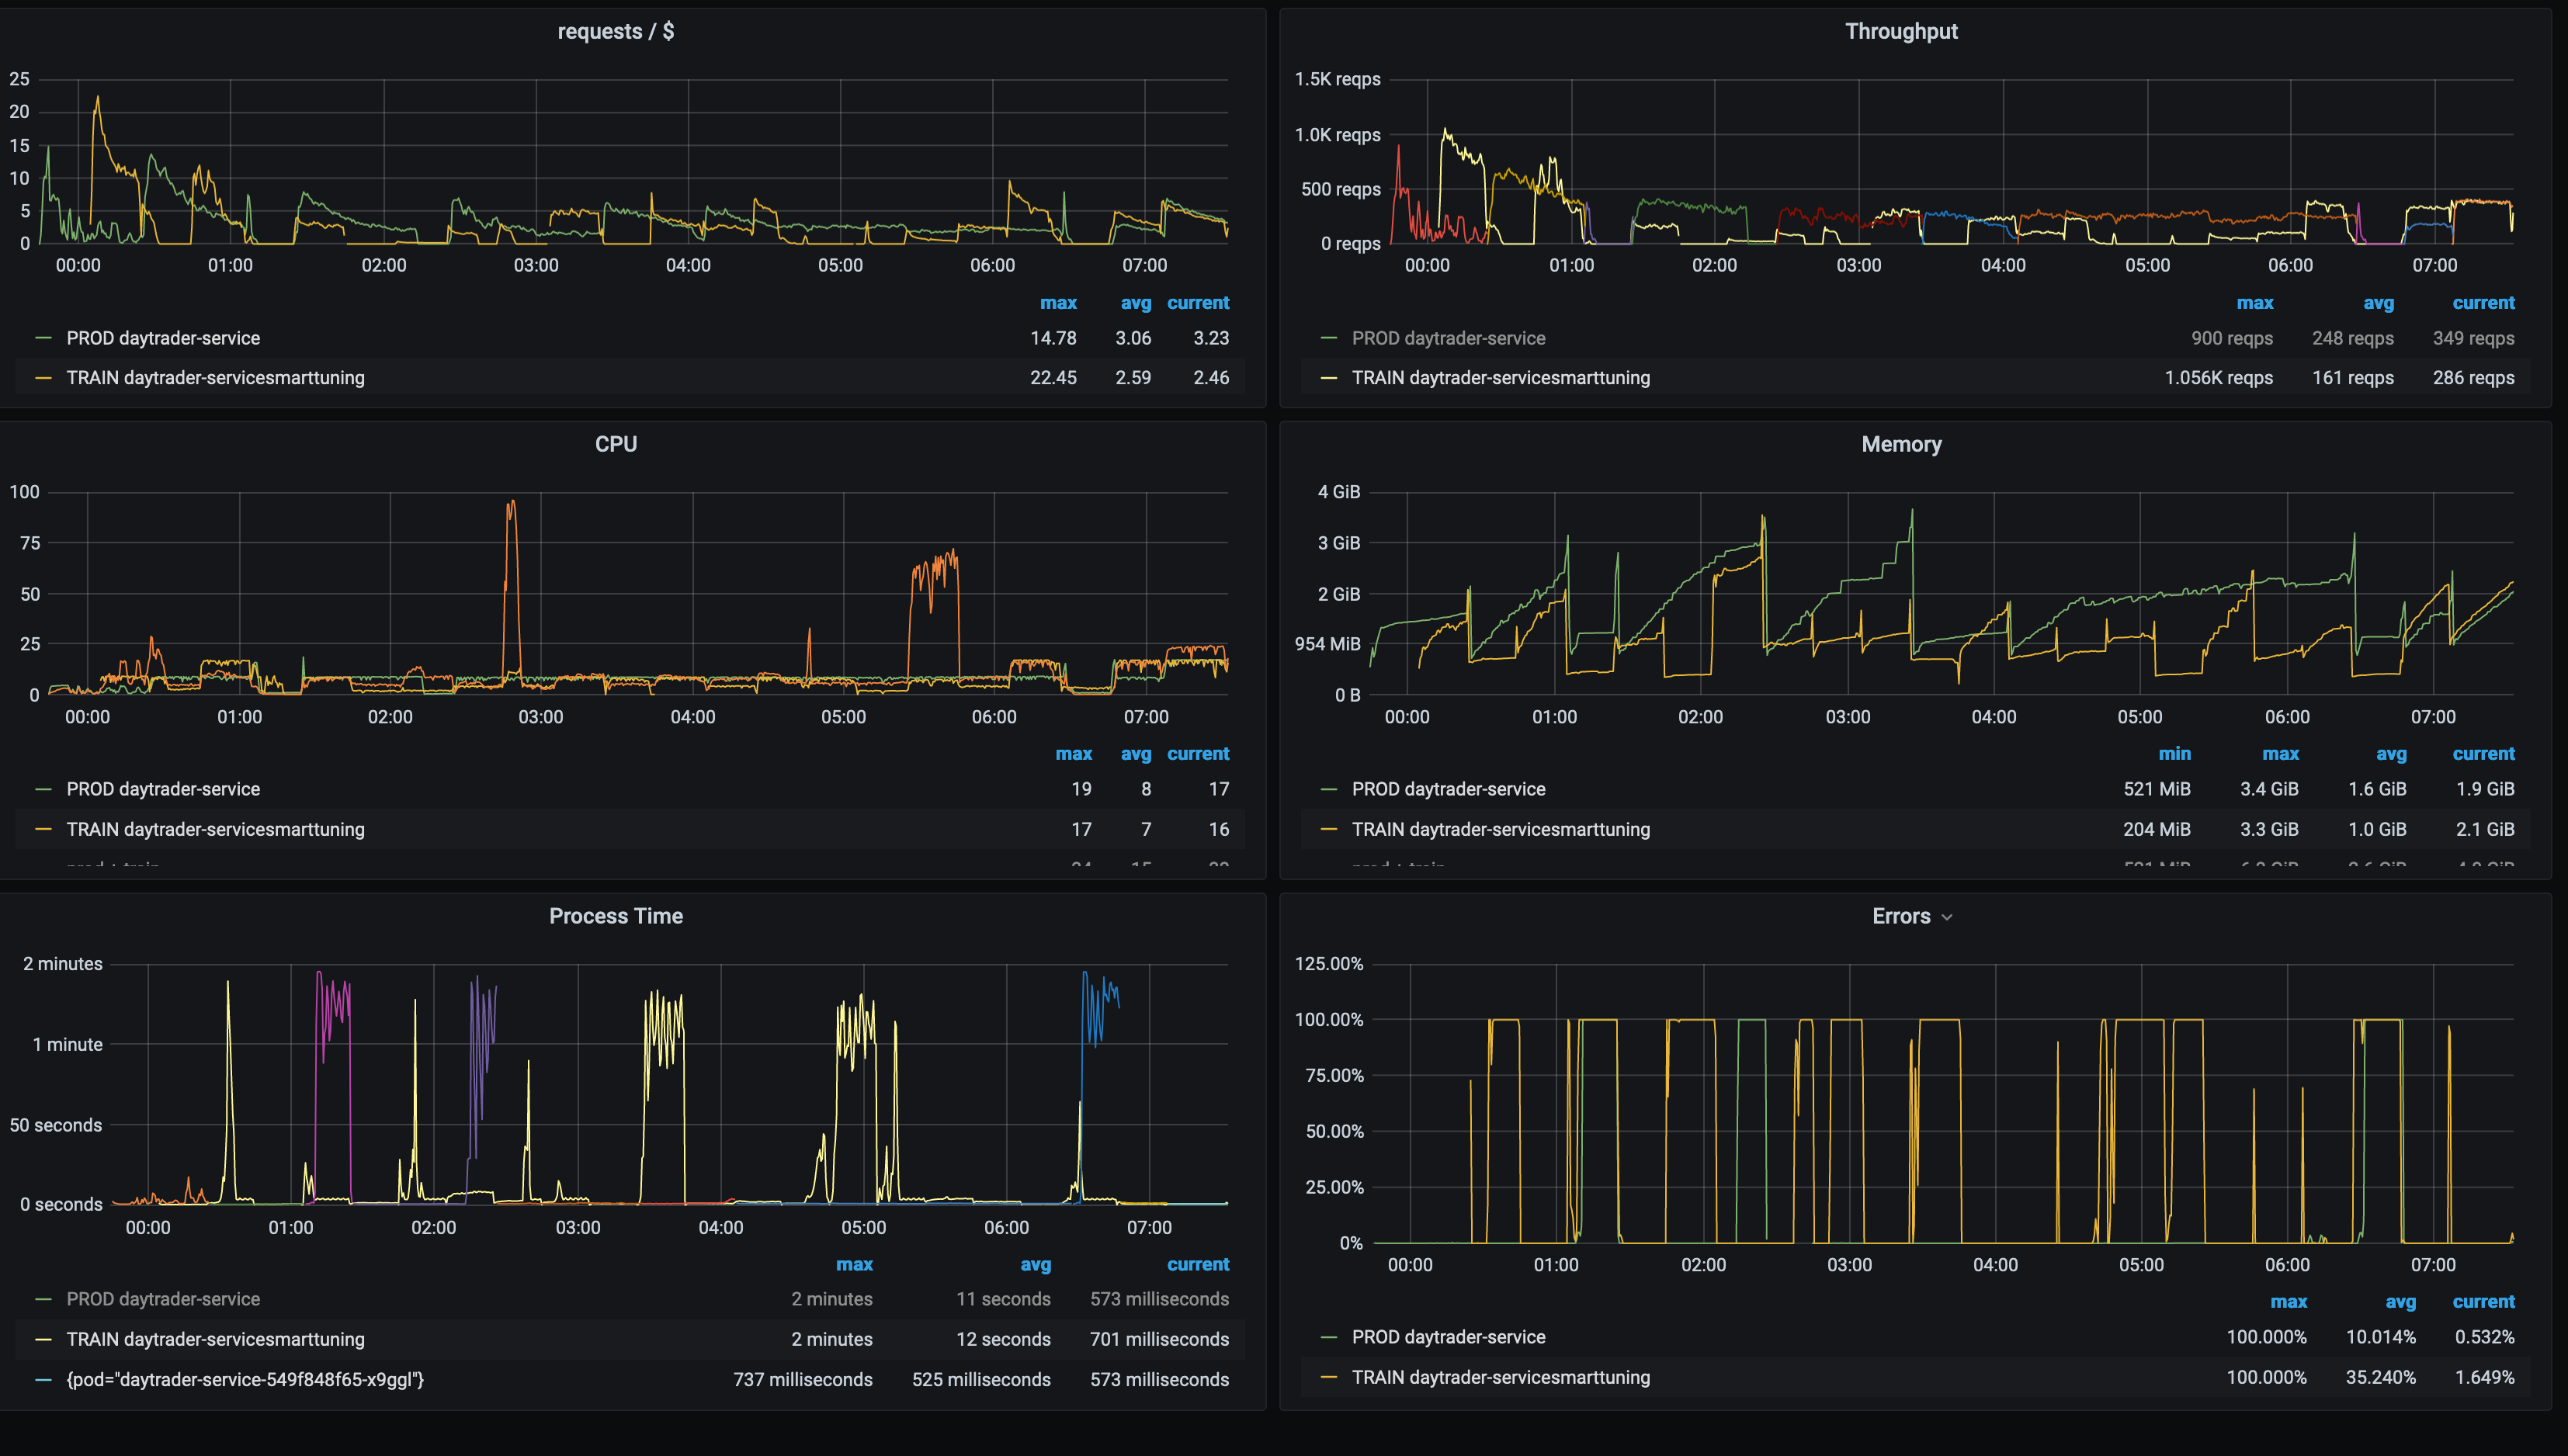 requests / $
25
20
15
10
5
0
00:00 01:00 02:00 03:00 04:00 05:00 06:00 07:00
max avg current
PROD daytrader-service 14.78 3.06 3.23
TRAIN daytrader-servicesmarttuning 22.45 2.59 2.46
Throughput
1.5K reqps
1.0K reqps
500 reqps
0 reqps
00:00 01:00 02:00 03:00 04:00 05:00 06:00 07:00
max avg current
PROD daytrader-service 900 reqps 248 reqps 349 reqps
TRAIN daytrader-servicesmarttuning 1.056K reqps 161 reqps 286 reqps
CPU
100
75
50
25
0
00:00 01:00 02:00 03:00 04:00 05:00 06:00 07:00
max avg current
PROD daytrader-service 19 8 17
TRAIN daytrader-servicesmarttuning 17 7 16
Memory
4 GiB
3 GiB
2 GiB
954 MiB
0 B
00:00 01:00 02:00 03:00 04:00 05:00 06:00 07:00
min max avg current
PROD daytrader-service 521 MiB 3.4 GiB 1.6 GiB 1.9 GiB
TRAIN daytrader-servicesmarttuning 204 MiB 3.3 GiB 1.0 GiB 2.1 GiB
Process Time
2 minutes
1 minute
50 seconds
0 seconds
00:00 01:00 02:00 03:00 04:00 05:00 06:00 07:00
max avg current
PROD daytrader-service 2 minutes 11 seconds 573 milliseconds
TRAIN daytrader-servicesmarttuning 2 minutes 12 seconds 701 milliseconds
{pod="daytrader-service-549f848f65-x9ggl"} 737 milliseconds 525 milliseconds 573 milliseconds
Errors
125.00%
100.00%
75.00%
50.00%
25.00%
0%
00:00 01:00 02:00 03:00 04:00 05:00 06:00 07:00
max avg current
PROD daytrader-service 100.000% 10.014% 0.532%
TRAIN daytrader-servicesmarttuning 100.000% 35.240% 1.649%